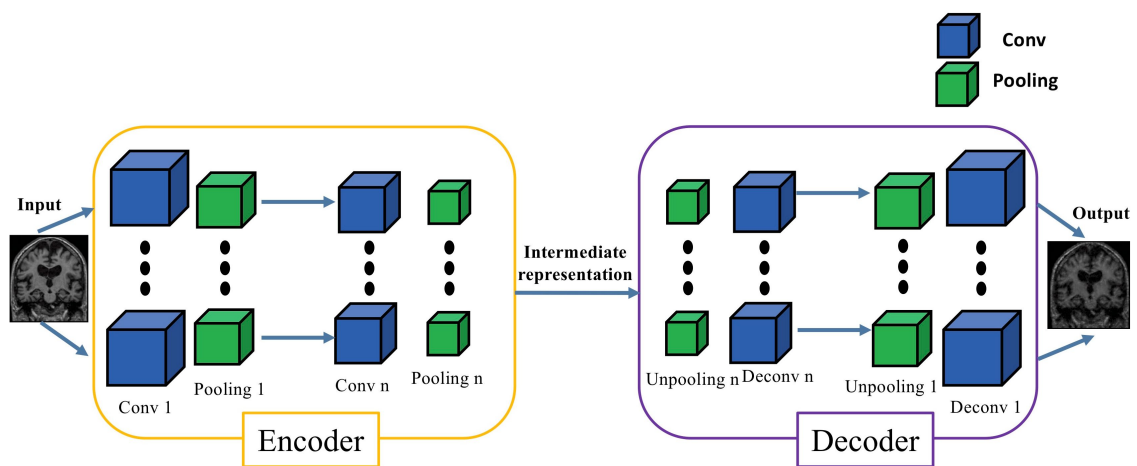 Conv
Pooling
Input
Intermediate
representation
Output
Conv 1
Pooling 1
Conv n
Pooling n
Unpooling n
Deconv n
Unpooling 1
Deconv 1
Encoder
Decoder